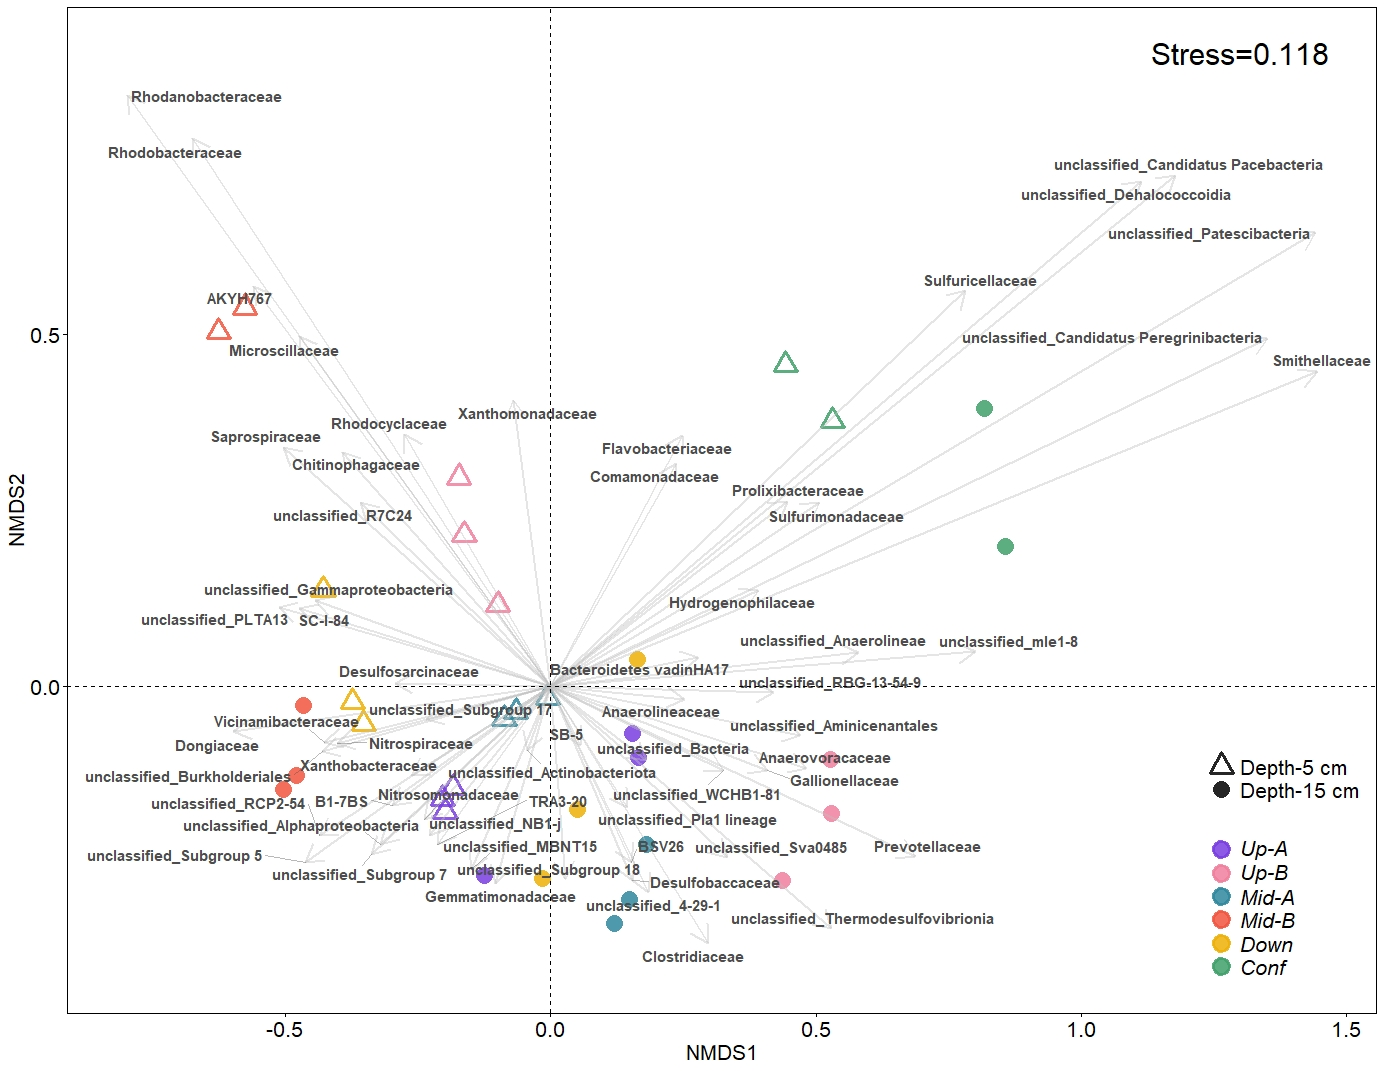 Stress=0.118
Rhodanobacteraceae
Rhodobacteraceae
unclassified_Candidatus Pacebacteria
unclassified_Dehalococcoidia
unclassified_Patescibacteria
Sulfuricellaceae
AKYH767
0.5
unclassified_Candidatus Peregrinibacteria
Microscillaceae
Smithellaceae
Xanthomonadaceae
Rhodocyclaceae
Saprospiraceae
Flavobacteriaceae
Chitinophagaceae
Comamonadaceae
Prolixibacteraceae
unclassified_R7C24
Sulfurimonadaceae
NMDS2
unclassified_Gammaproteobacteria
Hydrogenophilaceae
unclassified_PLTA13
SC-I-84
unclassified_Anaerolineae
unclassified_mle1-8
Desulfosarcinaceae
Bacteroidetes vadinHA17
unclassified_RBG-13-54-9
0.0
unclassified_Subgroup 17
Anaerolineaceae
Vicinamibacteraceae
unclassified_Aminicenantales
SB-5
Dongiaceae
Nitrospiraceae
unclassified_Bacteria
Anaerovoracaceae
Xanthobacteraceae
unclassified_Actinobacteriota
unclassified_Burkholderiales
Gallionellaceae
Nitrosomonadaceae
unclassified_WCHB1-81
unclassified_RCP2-54
B1-7BS
TRA3-20
unclassified_Pla1 lineage
unclassified_Alphaproteobacteria
unclassified_NB1-j
unclassified_MBNT15
BSV26
unclassified_Sva0485
Prevotellaceae
unclassified_Subgroup 5
unclassified_Subgroup 18
unclassified_Subgroup 7
Desulfobaccaceae
Gemmatimonadaceae
unclassified_4-29-1
unclassified_Thermodesulfovibrionia
Clostridiaceae
Depth-5 cm
Depth-15 cm
Up-A
Up-B
Mid-A
Mid-B
Down
Conf
-0.5
0.0
0.5
1.0
1.5
NMDS1